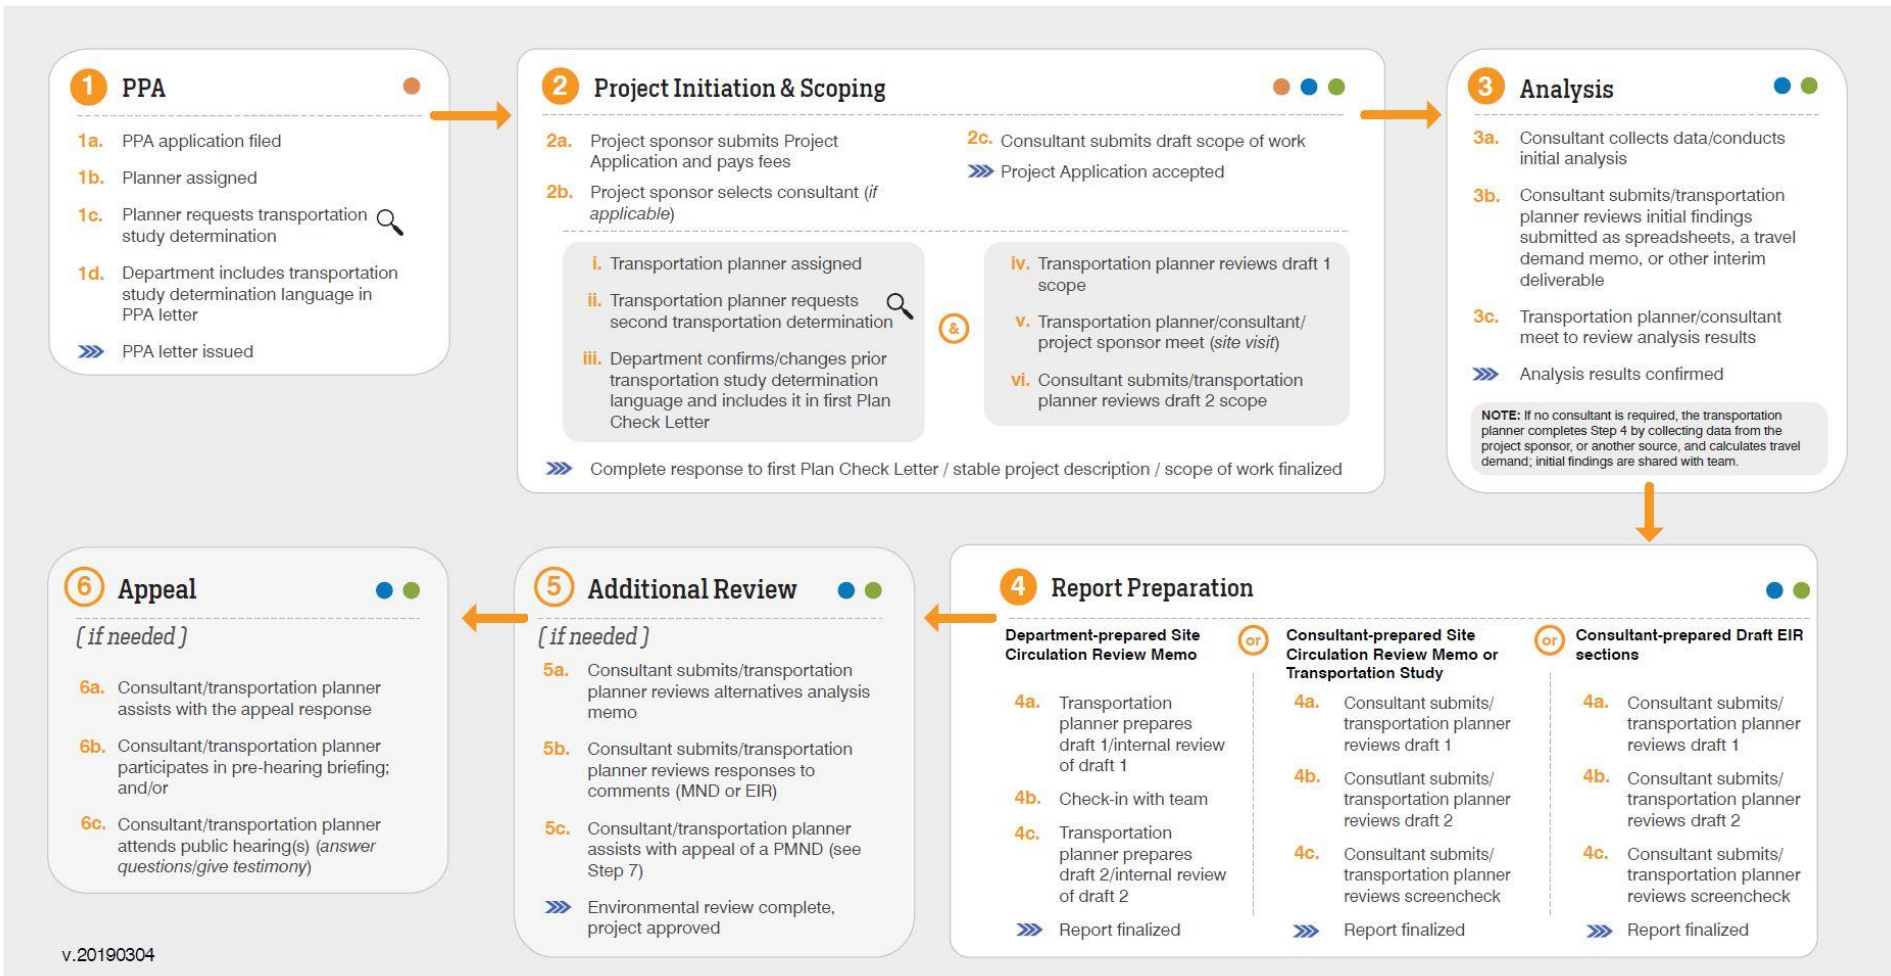 1 PPA
1a. PPA application filed
1b. Planner assigned
1c. Planner requests transportation
study determination
1d. Department includes transportation
study determination language in
PPA letter
PPA letter issued
2 Project Initiation & Scoping
2a. Project sponsor submits Project
Application and pays fees
2b. Project sponsor selects consultant (if
applicable)
2c. Consultant submits draft scope of work
Project Application accepted
i. Transportation planner assigned
ii. Transportation planner requests
second transportation determination
iii. Department confirms/changes prior
transportation study determination
language and includes it in first Plan
Check Letter
&
iv. Transportation planner reviews draft 1
scope
v. Transportation planner/consultant/
project sponsor meet (site visit)
vi. Consultant submits/transportation
planner reviews draft 2 scope
Complete response to first Plan Check Letter / stable project description / scope of work finalized
3 Analysis
3a. Consultant collects data/conducts
initial analysis
3b. Consultant submits/transportation
planner reviews initial findings
submitted as spreadsheets, a travel
demand memo, or other interim
deliverable
3c. Transportation planner/consultant
meet to review analysis results
Analysis results confirmed
NOTE: If no consultant is required, the transportation
planner completes Step 4 by collecting data from the
project sponsor, or another source, and calculates travel
demand; initial findings are shared with team.
4 Report Preparation
Department-prepared Site
Circulation Review Memo
4a. Transportation
planner prepares
draft 1/internal review
of draft 1
4b. Check-in with team
4c. Transportation
planner prepares
draft 2/internal review
of draft 2
Report finalized
or
Consultant-prepared Site
Circulation Review Memo or
Transportation Study
4a. Consultant submits/
transportation planner
reviews draft 1
4b. Consutlant submits/
transportation planner
reviews draft 2
4c. Consultant submits/
transportation planner
reviews screencheck
Report finalized
or
Consultant-prepared Draft EIR
sections
4a. Consultant submits/
transportation planner
reviews draft 1
4b. Consultant submits/
transportation planner
reviews draft 2
4c. Consultant submits/
transportation planner
reviews screencheck
Report finalized
5 Additional Review
(if needed)
5a. Consultant submits/transportation
planner reviews alternatives analysis
memo
5b. Consultant submits/transportation
planner reviews responses to
comments (MND or EIR)
5c. Consultant/transportation planner
assists with appeal of a PMND (see
Step 7)
Environmental review complete,
project approved
6 Appeal
(if needed)
6a. Consultant/transportation planner
assists with the appeal response
6b. Consultant/transportation planner
participates in pre-hearing briefing;
and/or
6c. Consultant/transportation planner
attends public hearing(s) (answer
questions/give testimony)
v.20190304